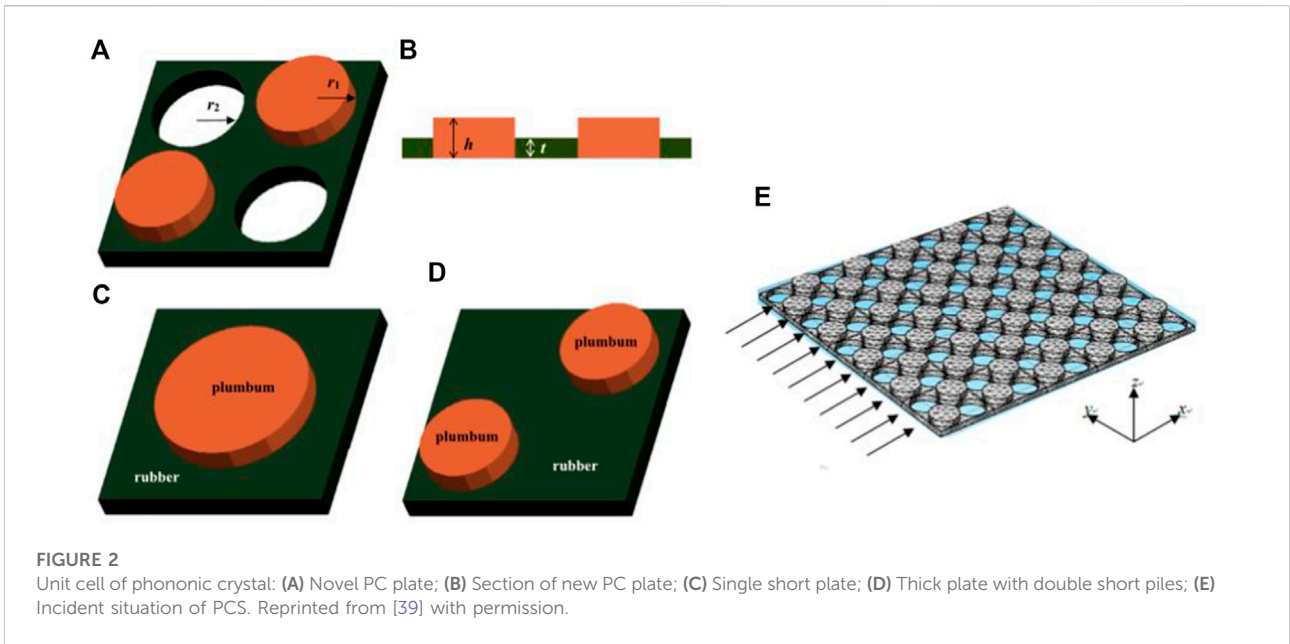 A
r₂
r₁
B
h
t
C
plumbum
rubber
D
plumbum
plumbum
rubber
E
z
y
x
FIGURE 2
Unit cell of phononic crystal: (A) Novel PC plate; (B) Section of new PC plate; (C) Single short plate; (D) Thick plate with double short piles; (E)
Incident situation of PCS. Reprinted from [39] with permission.